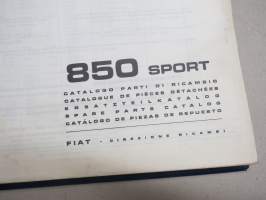 850 SPORT
CATALOGO PARTI DI RICAMBIO
CATALOGUE DE PIÈCES DÉTACHÉES
ERSATZTEILKATALOG
SPARE PARTS CATALOG
CATÁLOGO DE PIEZAS DE REPUESTO
FIAT - DIREZIONE RICAMBI